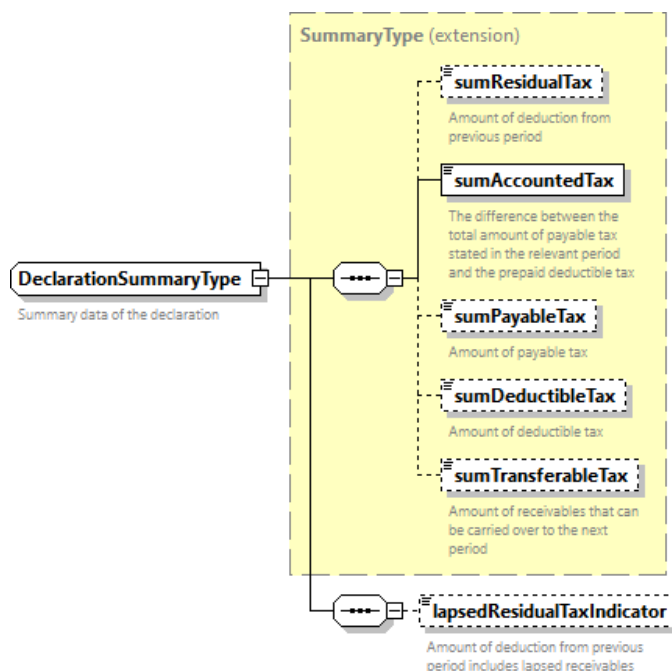 SummaryType (extension)
sumResidualTax
Amount of deduction from
previous period
sumAccountedTax
The difference between the
total amount of payable tax
stated in the relevant period
and the prepaid deductible tax
DeclarationSummaryType
Summary data of the declaration
sumPayableTax
Amount of payable tax
sumDeductibleTax
Amount of deductible tax
sumTransferableTax
Amount of receivables that can
be carried over to the next
period
lapsedResidualTaxIndicator
Amount of deduction from previous
period includes lapsed receivables